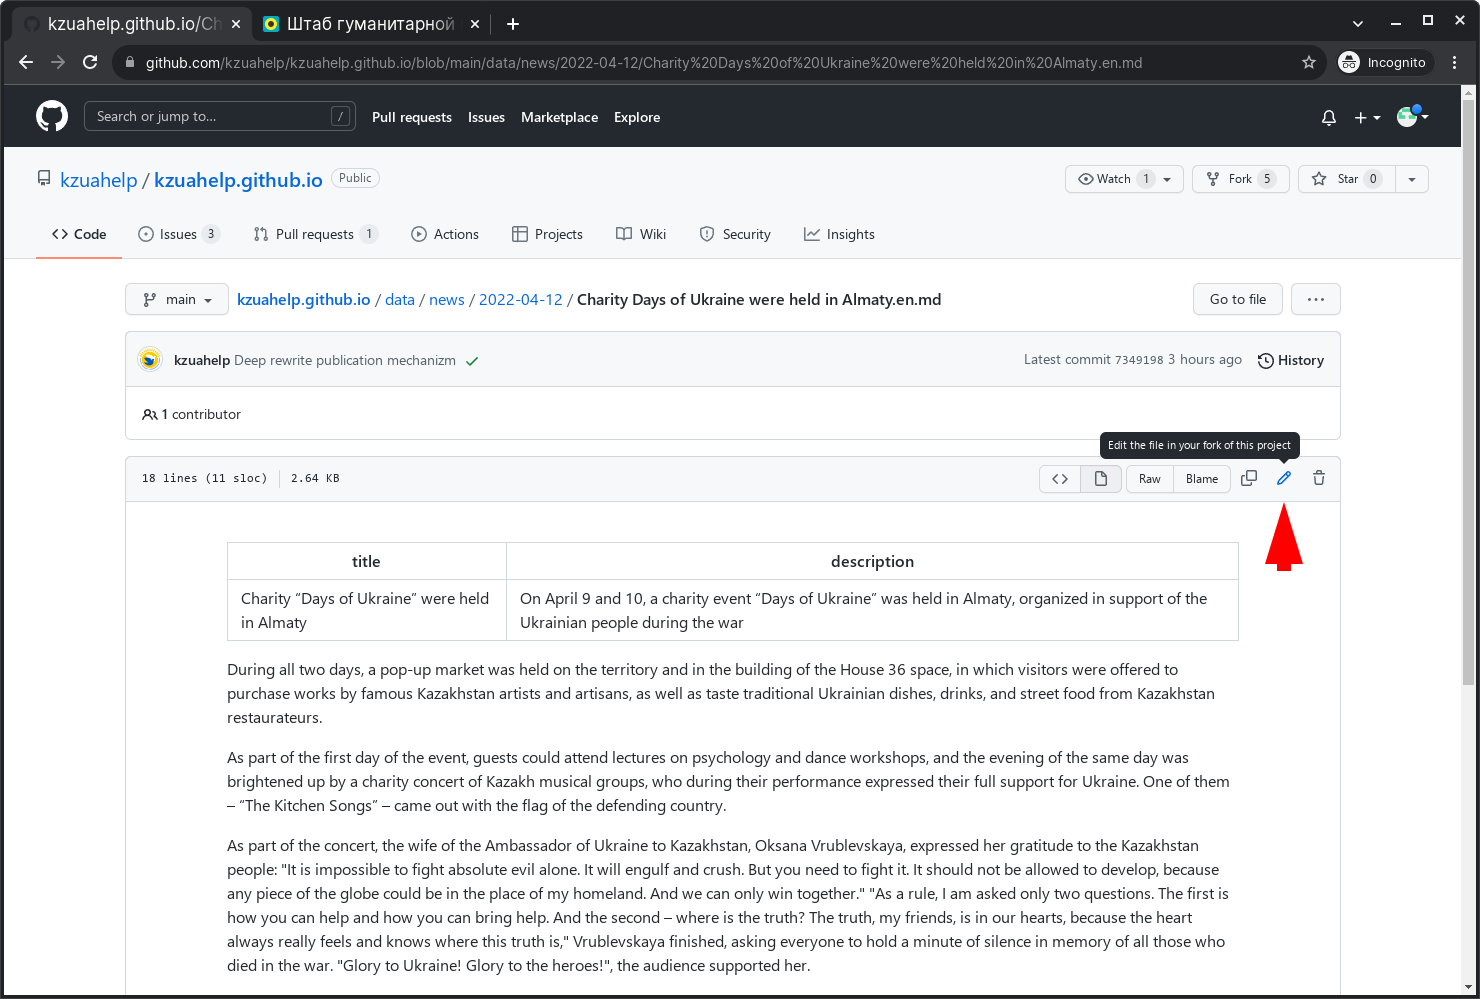 kzuahelp.github.io/Ch
Штаб гуманитарной
github.com/kzuahelp/kzuahelp.github.io/blob/main/data/news/2022-04-12/Charity%20Days%20of%20Ukraine%20were%20held%20in%20Almaty.en.md
Incognito
Search or jump to…
/
Pull requests
Issues
Marketplace
Explore
kzuahelp / kzuahelp.github.io
Public
Watch 1
Fork 5
Star 0
Code
Issues 3
Pull requests 1
Actions
Projects
Wiki
Security
Insights
main
kzuahelp.github.io / data / news / 2022-04-12 / Charity Days of Ukraine were held in Almaty.en.md
Go to file
kzuahelp Deep rewrite publication mechanizm
Latest commit 7349198 3 hours ago
History
1 contributor
Edit the file in your fork of this project
18 lines (11 sloc)
2.64 KB
Raw
Blame
title
description
Charity “Days of Ukraine” were held
in Almaty
On April 9 and 10, a charity event “Days of Ukraine” was held in Almaty, organized in support of the
Ukrainian people during the war
During all two days, a pop-up market was held on the territory and in the building of the House 36 space, in which visitors were offered to
purchase works by famous Kazakhstan artists and artisans, as well as taste traditional Ukrainian dishes, drinks, and street food from Kazakhstan
restaurateurs.
As part of the first day of the event, guests could attend lectures on psychology and dance workshops, and the evening of the same day was
brightened up by a charity concert of Kazakh musical groups, who during their performance expressed their full support for Ukraine. One of them
– “The Kitchen Songs” – came out with the flag of the defending country.
As part of the concert, the wife of the Ambassador of Ukraine to Kazakhstan, Oksana Vrublevskaya, expressed her gratitude to the Kazakhstan
people: "It is impossible to fight absolute evil alone. It will engulf and crush. But you need to fight it. It should not be allowed to develop, because
any piece of the globe could be in the place of my homeland. And we can only win together." "As a rule, I am asked only two questions. The first is
how you can help and how you can bring help. And the second – where is the truth? The truth, my friends, is in our hearts, because the heart
always really feels and knows where this truth is," Vrublevskaya finished, asking everyone to hold a minute of silence in memory of all those who
died in the war. "Glory to Ukraine! Glory to the heroes!", the audience supported her.